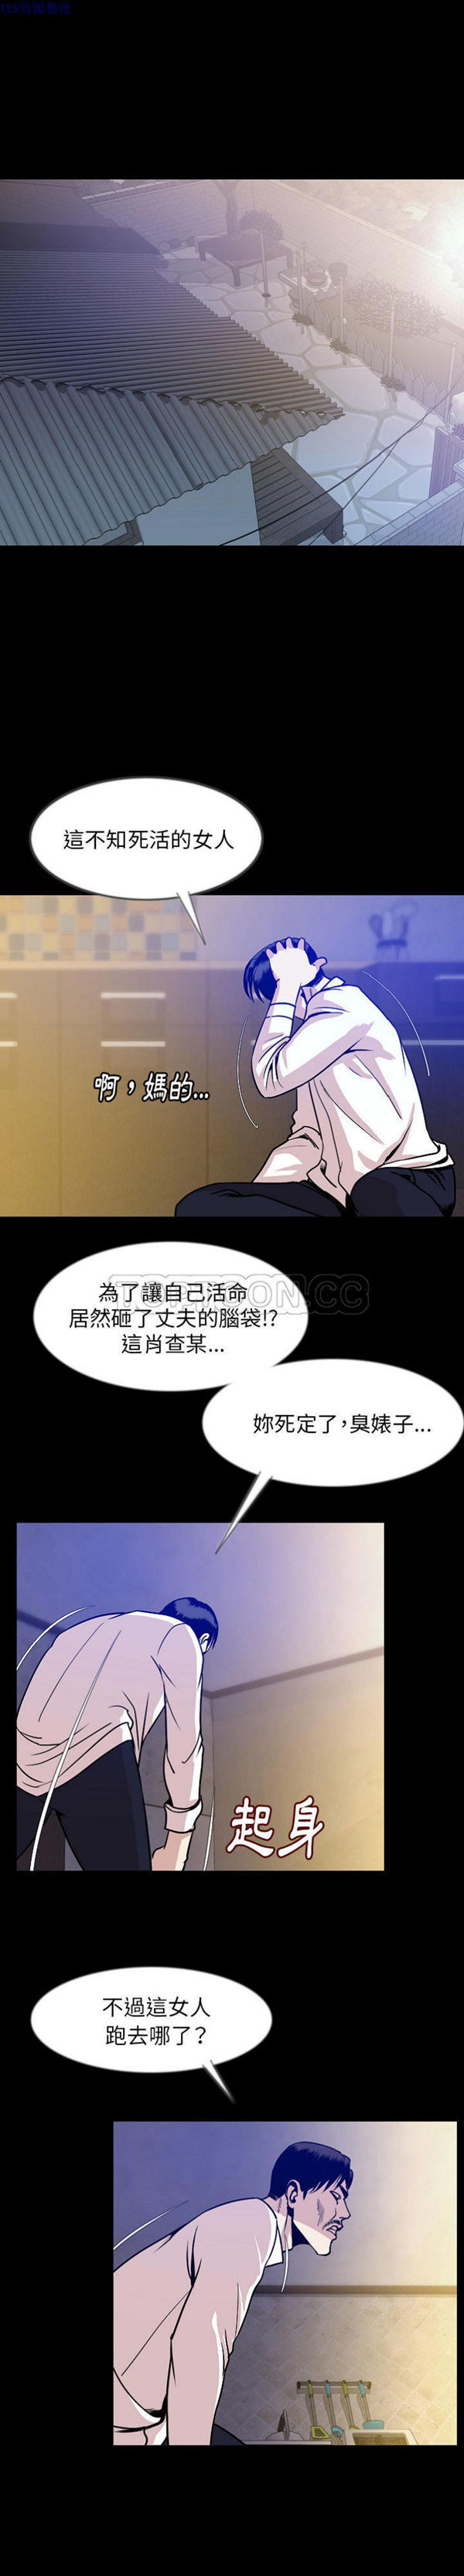 這不知死活的女人
啊，媽的...
TOPTOON.CC
為了讓自己活命
居然砸了丈夫的腦袋!?
這肖查某...
妳死定了，臭婊子...
起身
不過這女人
跑去哪了？